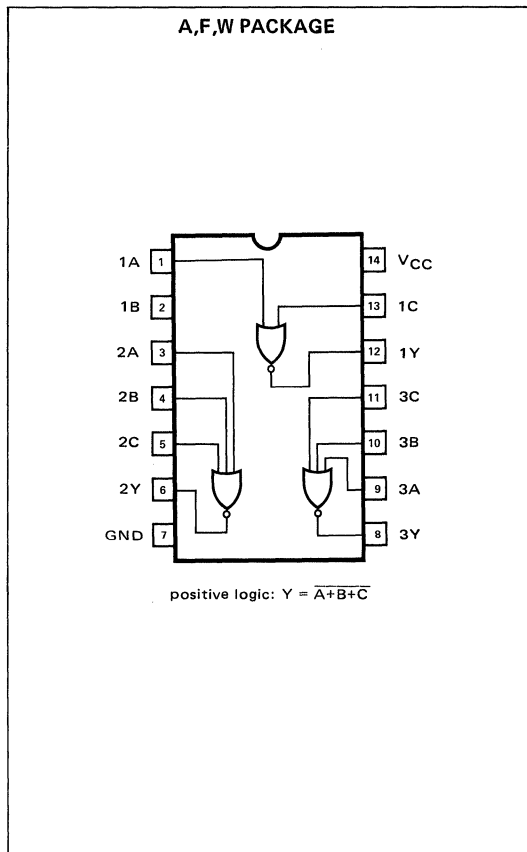 A,F,W PACKAGE
1A 1 14 VCC
1B 2 13 1C
2A 3 12 1Y
2B 4 11 3C
2C 5 10 3B
2Y 6 9 3A
GND 7 8 3Y
positive logic: Y = A+B+C